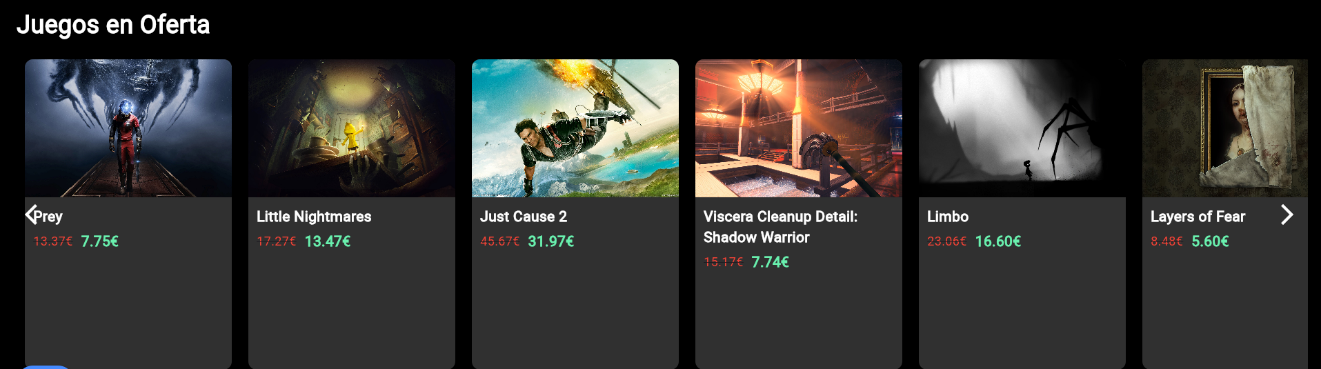 Juegos en Oferta
Prey
13.37€ 7.75€
Little Nightmares
17.27€ 13.47€
Just Cause 2
45.67€ 31.97€
Viscera Cleanup Detail:
Shadow Warrior
15.17€ 7.74€
Limbo
23.06€ 16.60€
Layers of Fear
8.48€ 5.60€